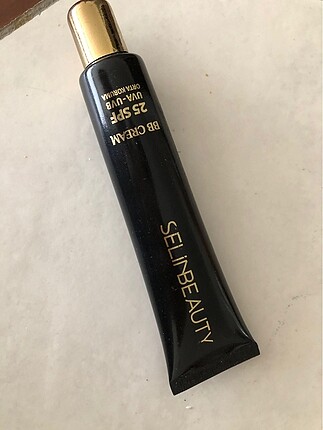 BB CREAM
25 SPF
UVA-UVB
ORTA KORUMA
SELINBEAUTY